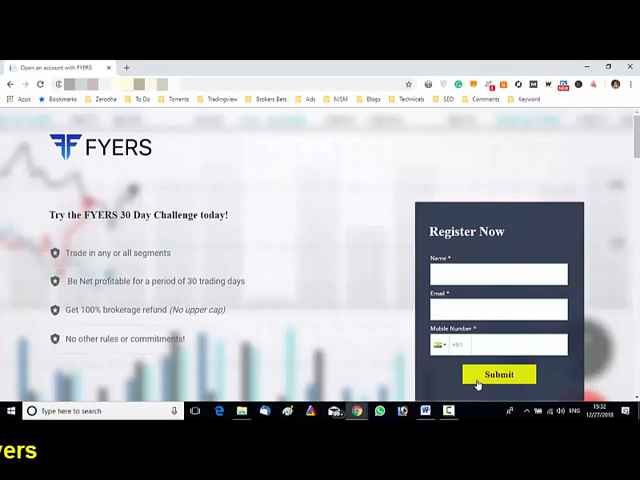 Open an account with FYERS
Apps Bookmarks Zerodha To Do Torrents Tradingview Brokers Bets Ads NISM Blogs Technicals SEO Comments Keyword
FYERS
Try the FYERS 30 Day Challenge today!
Trade in any or all segments
Be Net profitable for a period of 30 trading days
Get 100% brokerage refund (No upper cap)
No other rules or commitments!
Register Now
Name *
Email *
Mobile Number *
+91
Submit
Type here to search
ENG
15:32
12/27/2018
yers